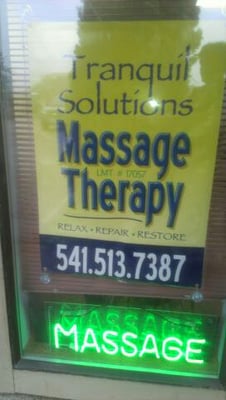 Tranquil
Solutions
Massage
LMT # 17057
Therapy
RELAX • REPAIR • RESTORE
541.513.7387
MASSAGE